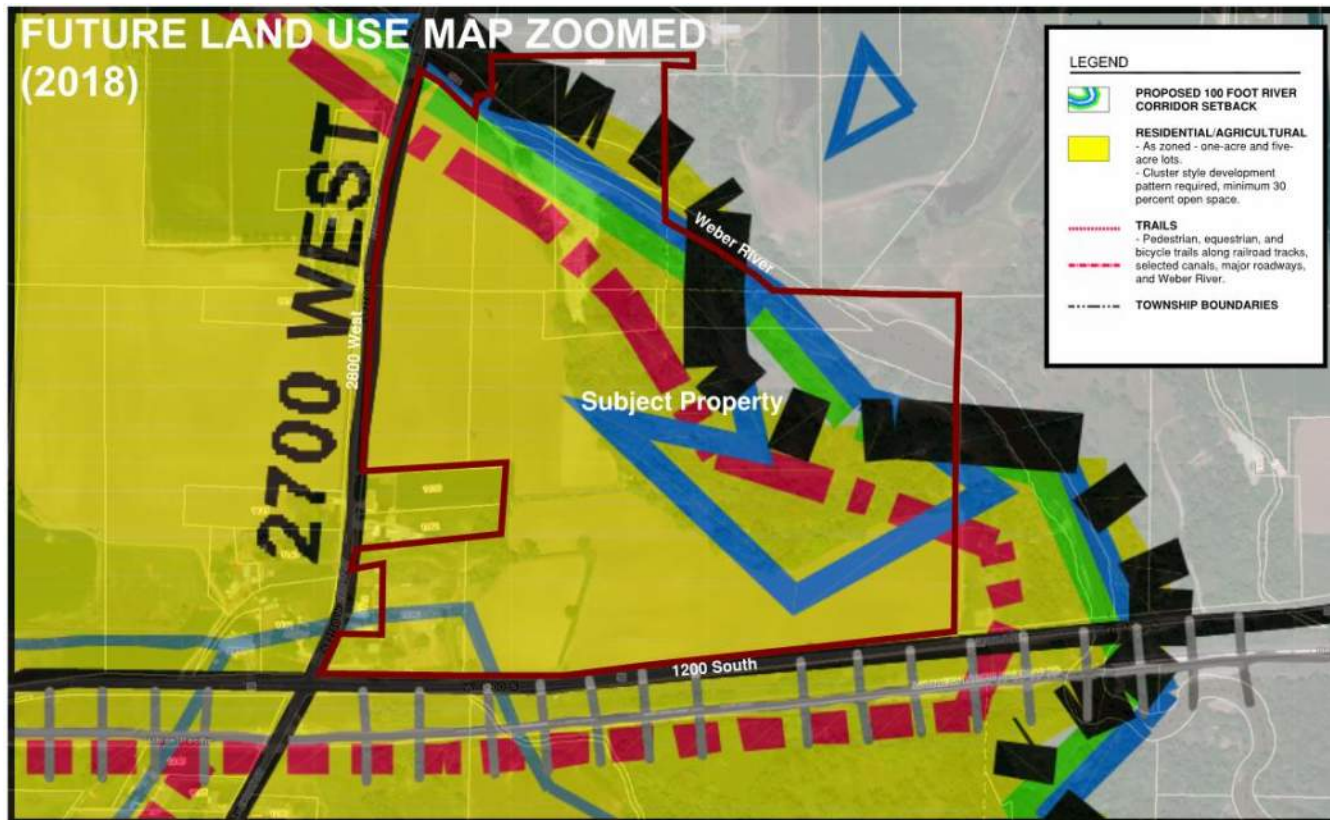 FUTURE LAND USE MAP ZOOMED
(2018)
2700 WEST
2800 West
Weber River
Subject Property
1200 South
LEGEND
PROPOSED 100 FOOT RIVER
CORRIDOR SETBACK
RESIDENTIAL/AGRICULTURAL
- As zoned - one-acre and five-
acre lots.
- Cluster style development
pattern required, minimum 30
percent open space.
TRAILS
- Pedestrian, equestrian, and
bicycle trails along railroad tracks,
selected canals, major roadways,
and Weber River.
TOWNSHIP BOUNDARIES